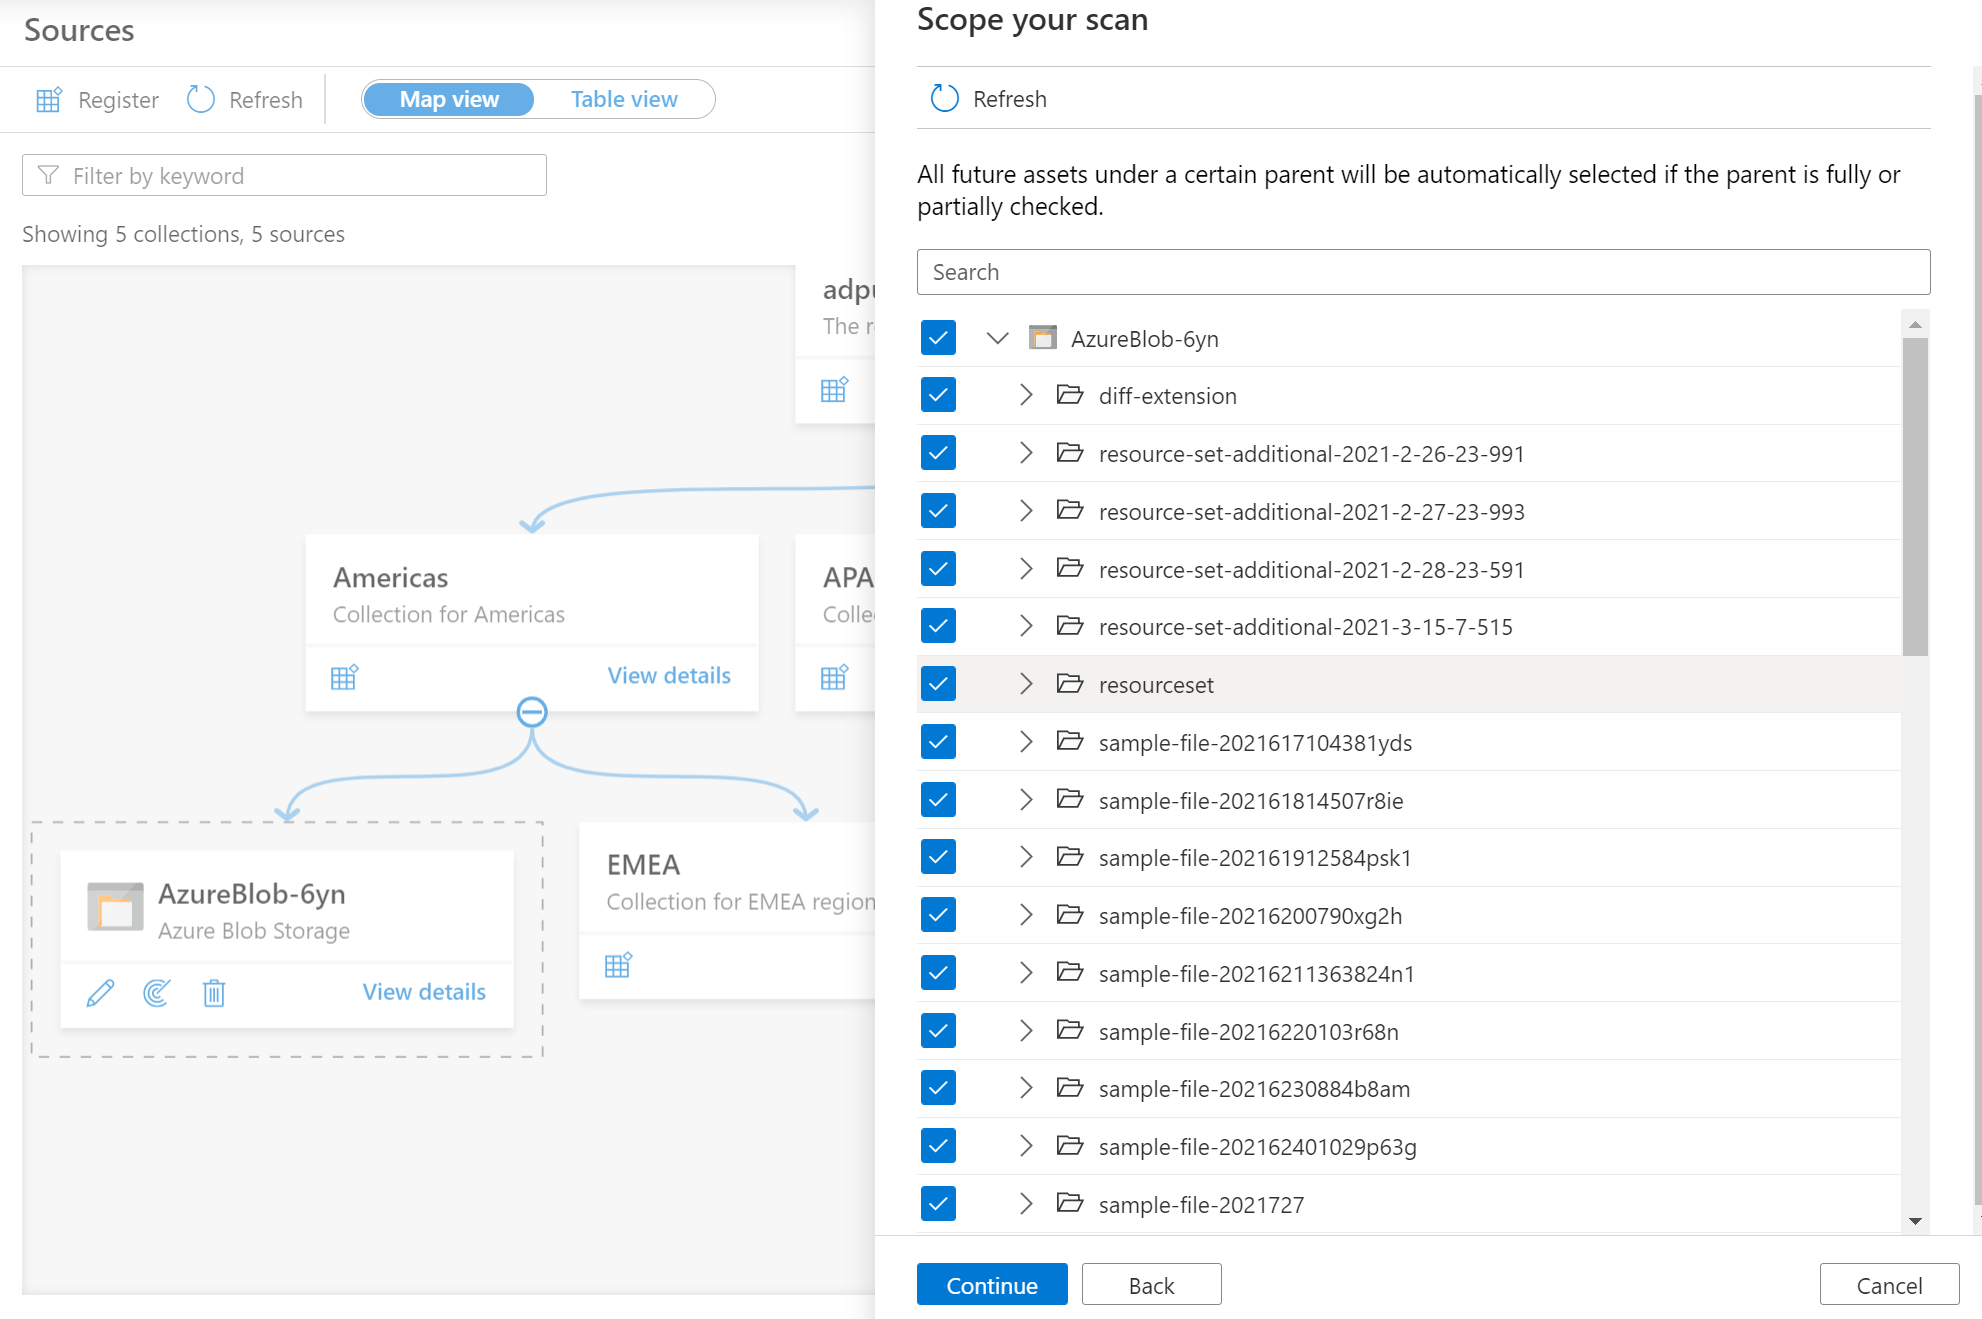 Sources
Register
Refresh
Map view
Table view
Filter by keyword
Showing 5 collections, 5 sources
The
Americas
Collection for Americas
View details
AzureBlob-6yn
Azure Blob Storage
View details
EMEA
Collection for EMEA region
Scope your scan
Refresh
All future assets under a certain parent will be automatically selected if the parent is fully or
partially checked.
Search
AzureBlob-6yn
diff-extension
resource-set-additional-2021-2-26-23-991
resource-set-additional-2021-2-27-23-993
resource-set-additional-2021-2-28-23-591
resource-set-additional-2021-3-15-7-515
resourceset
sample-file-2021617104381yds
sample-file-202161814507r8ie
sample-file-202161912584psk1
sample-file-20216200790xg2h
sample-file-20216211363824n1
sample-file-20216220103r68n
sample-file-20216230884b8am
sample-file-202162401029p63g
sample-file-2021727
Continue
Back
Cancel